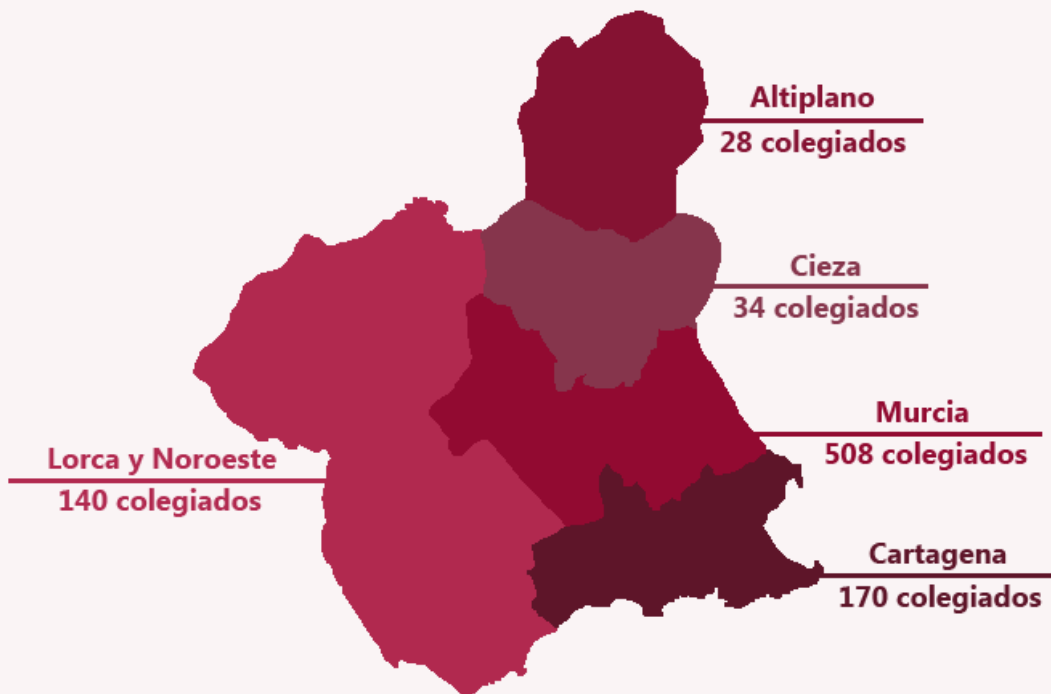 Altiplano
28 colegiados
Cieza
34 colegiados
Murcia
508 colegiados
Lorca y Noroeste
140 colegiados
Cartagena
170 colegiados